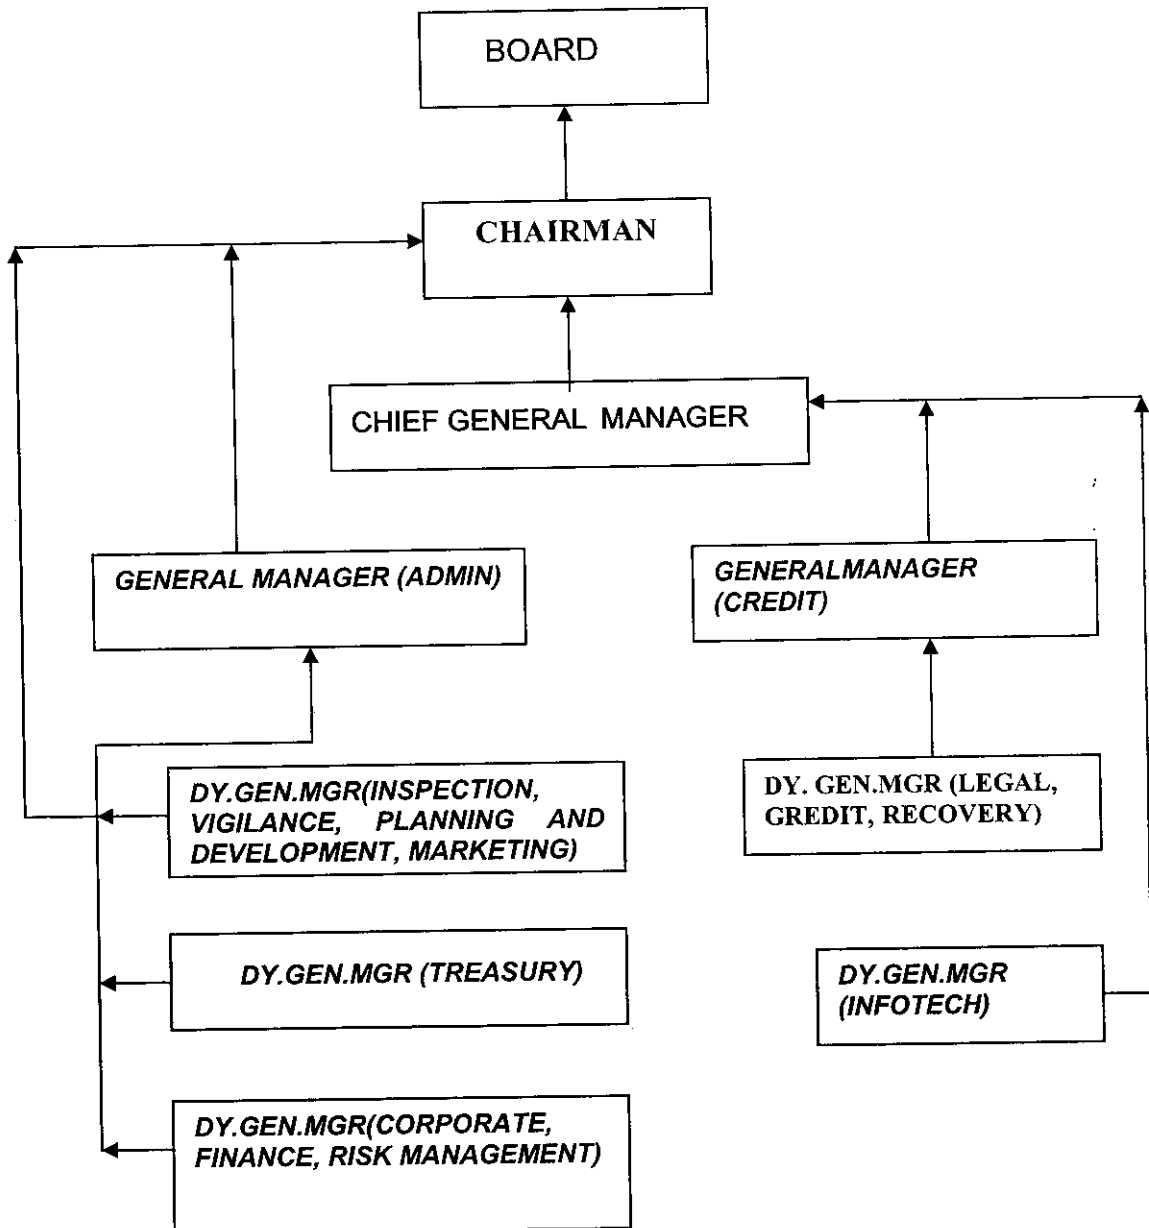 BOARD
CHAIRMAN
CHIEF GENERAL MANAGER
GENERAL MANAGER (ADMIN)
GENERALMANAGER
(CREDIT)
DY.GEN.MGR(INSPECTION,
VIGILANCE, PLANNING AND
DEVELOPMENT, MARKETING)
DY. GEN.MGR (LEGAL,
GREDIT, RECOVERY)
DY.GEN.MGR (TREASURY)
DY.GEN.MGR
(INFOTECH)
DY.GEN.MGR(CORPORATE,
FINANCE, RISK MANAGEMENT)